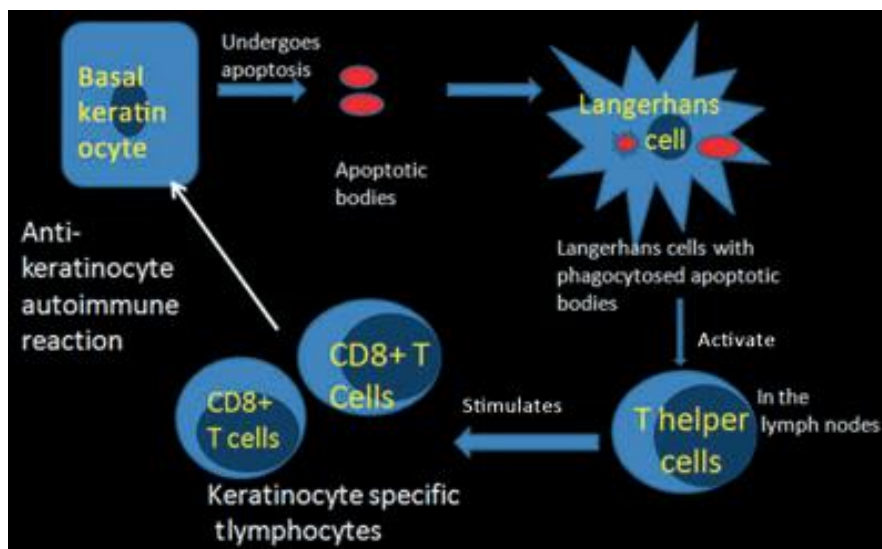 Basal
keratin
ocyte
Undergoes
apoptosis
Apoptotic
bodies
Langerhans
cell
Langerhans cells with
phagocytosed apoptotic
bodies
Activate
T helper
cells
In the
lymph nodes
Stimulates
CD8+ T
Cells
CD8+
T cells
Keratinocyte specific
tlymphocytes
Anti-
keratinocyte
autoimmune
reaction